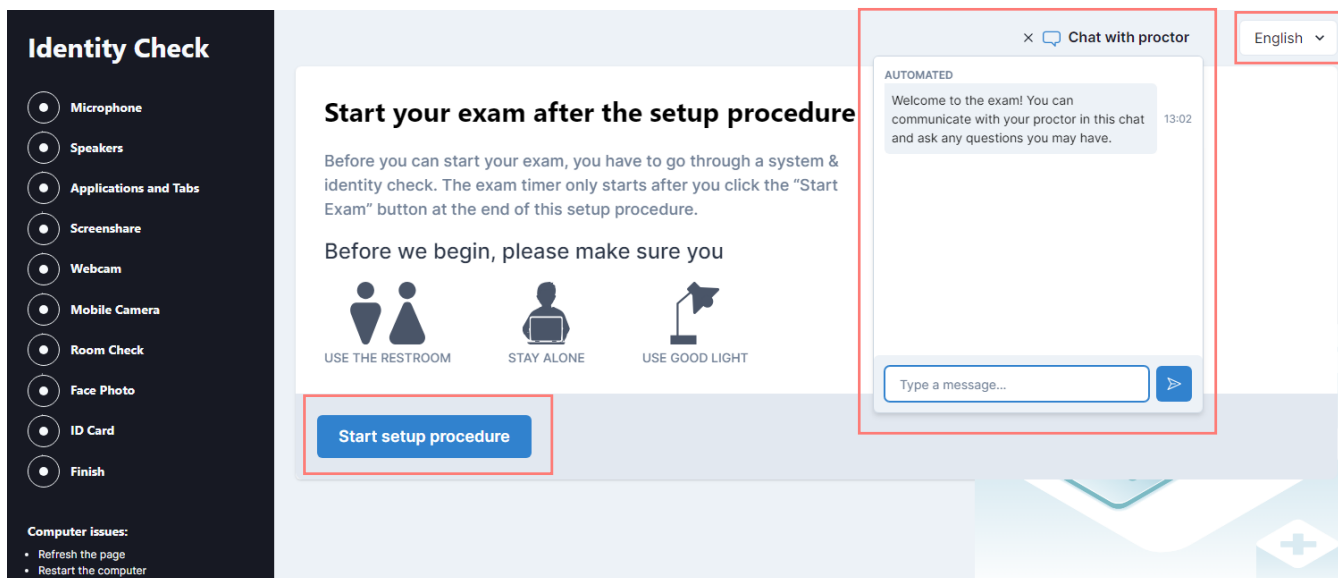 Identity Check
Microphone
Speakers
Applications and Tabs
Screenshare
Webcam
Mobile Camera
Room Check
Face Photo
ID Card
Finish
Computer issues:
Refresh the page
Restart the computer
Start your exam after the setup procedure
Before you can start your exam, you have to go through a system &
identity check. The exam timer only starts after you click the “Start
Exam” button at the end of this setup procedure.
Before we begin, please make sure you
USE THE RESTROOM
STAY ALONE
USE GOOD LIGHT
Start setup procedure
Chat with proctor
AUTOMATED
Welcome to the exam! You can
communicate with your proctor in this chat
and ask any questions you may have.
13:02
Type a message...
English